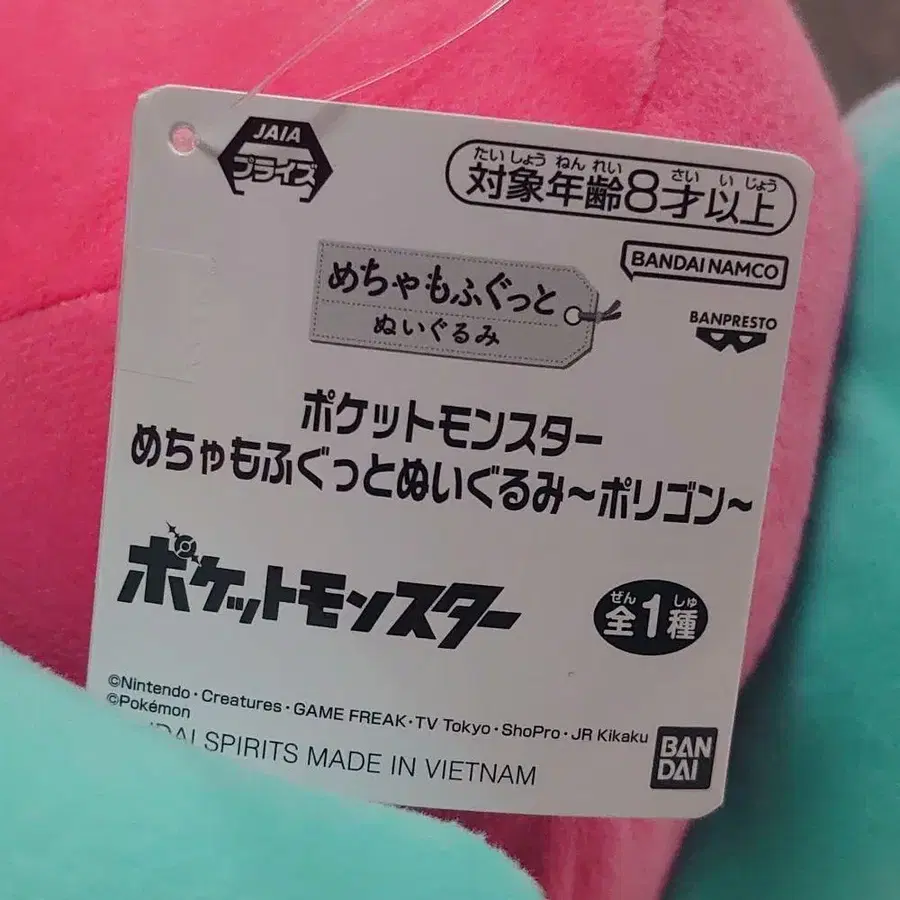 JAIA
プライズ
たいしょうねんれい さい いじょう
対象年齢8才以上
BANDAI NAMCO
BANPRESTO
めちゃもふぐっと
ぬいぐるみ
ポケットモンスター
めちゃもふぐっとぬいぐるみ~ポリゴン~
ポケットモンスター
ぜん しゅ
全1種
©Nintendo・Creatures・GAME FREAK・TV Tokyo・ShoPro・JR Kikaku
©Pokémon
SPIRITS MADE IN VIETNAM
BAN
DAI